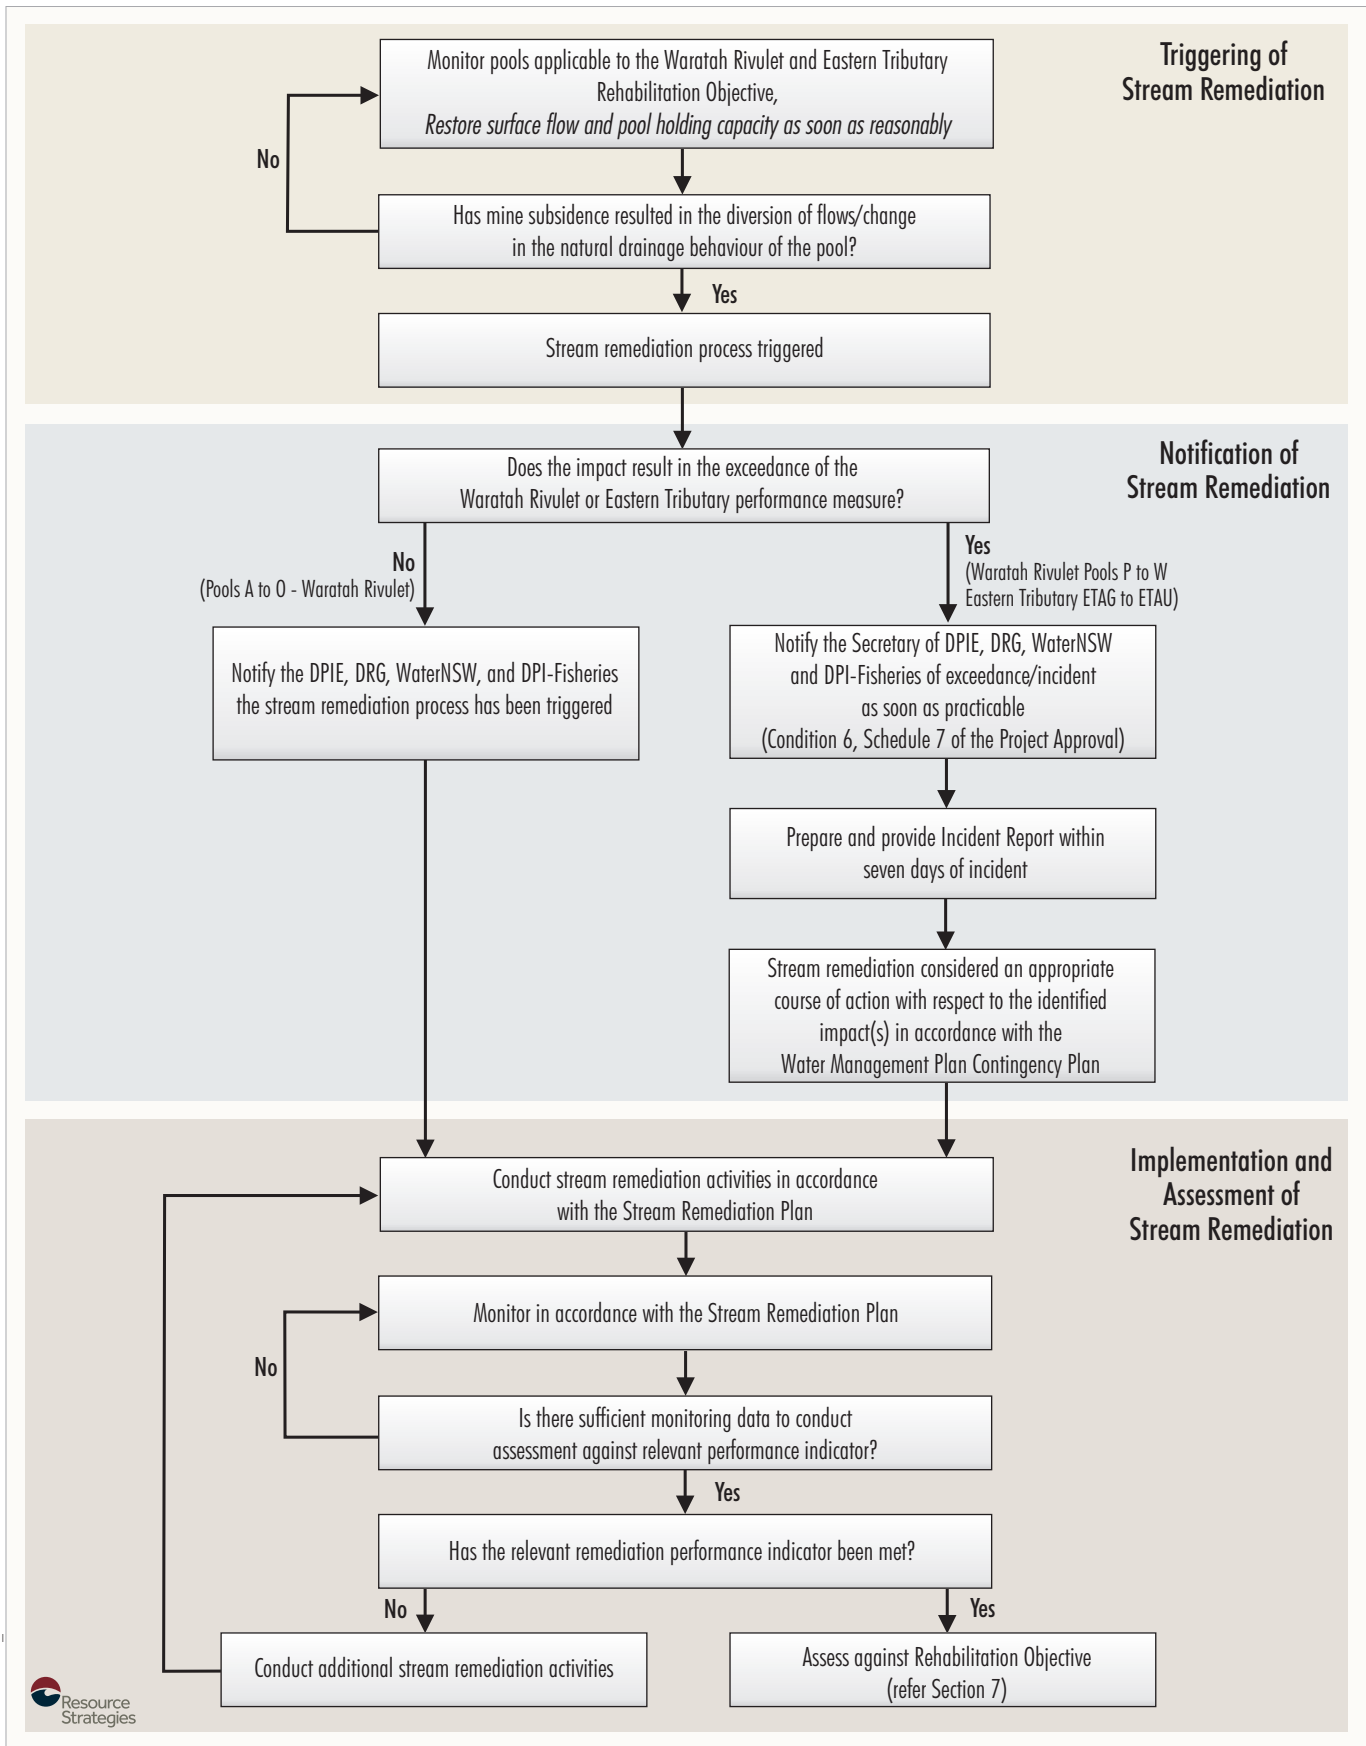 Triggering of
Stream Remediation
Monitor pools applicable to the Waratah Rivulet and Eastern Tributary
Rehabilitation Objective,
Restore surface flow and pool holding capacity as soon as reasonably
No
Has mine subsidence resulted in the diversion of flows/change
in the natural drainage behaviour of the pool?
Yes
Stream remediation process triggered
Notification of
Stream Remediation
Does the impact result in the exceedance of the
Waratah Rivulet or Eastern Tributary performance measure?
No
(Pools A to O - Waratah Rivulet)
Yes
(Waratah Rivulet Pools P to W
Eastern Tributary ETAG to ETAU)
Notify the DPIE, DRG, WaterNSW, and DPI-Fisheries
the stream remediation process has been triggered
Notify the Secretary of DPIE, DRG, WaterNSW
and DPI-Fisheries of exceedance/incident
as soon as practicable
(Condition 6, Schedule 7 of the Project Approval)
Prepare and provide Incident Report within
seven days of incident
Stream remediation considered an appropriate
course of action with respect to the identified
impact(s) in accordance with the
Water Management Plan Contingency Plan
Implementation and
Assessment of
Stream Remediation
Conduct stream remediation activities in accordance
with the Stream Remediation Plan
Monitor in accordance with the Stream Remediation Plan
No
Is there sufficient monitoring data to conduct
assessment against relevant performance indicator?
Yes
Has the relevant remediation performance indicator been met?
No
Yes
Conduct additional stream remediation activities
Assess against Rehabilitation Objective
(refer Section 7)
Resource
Strategies